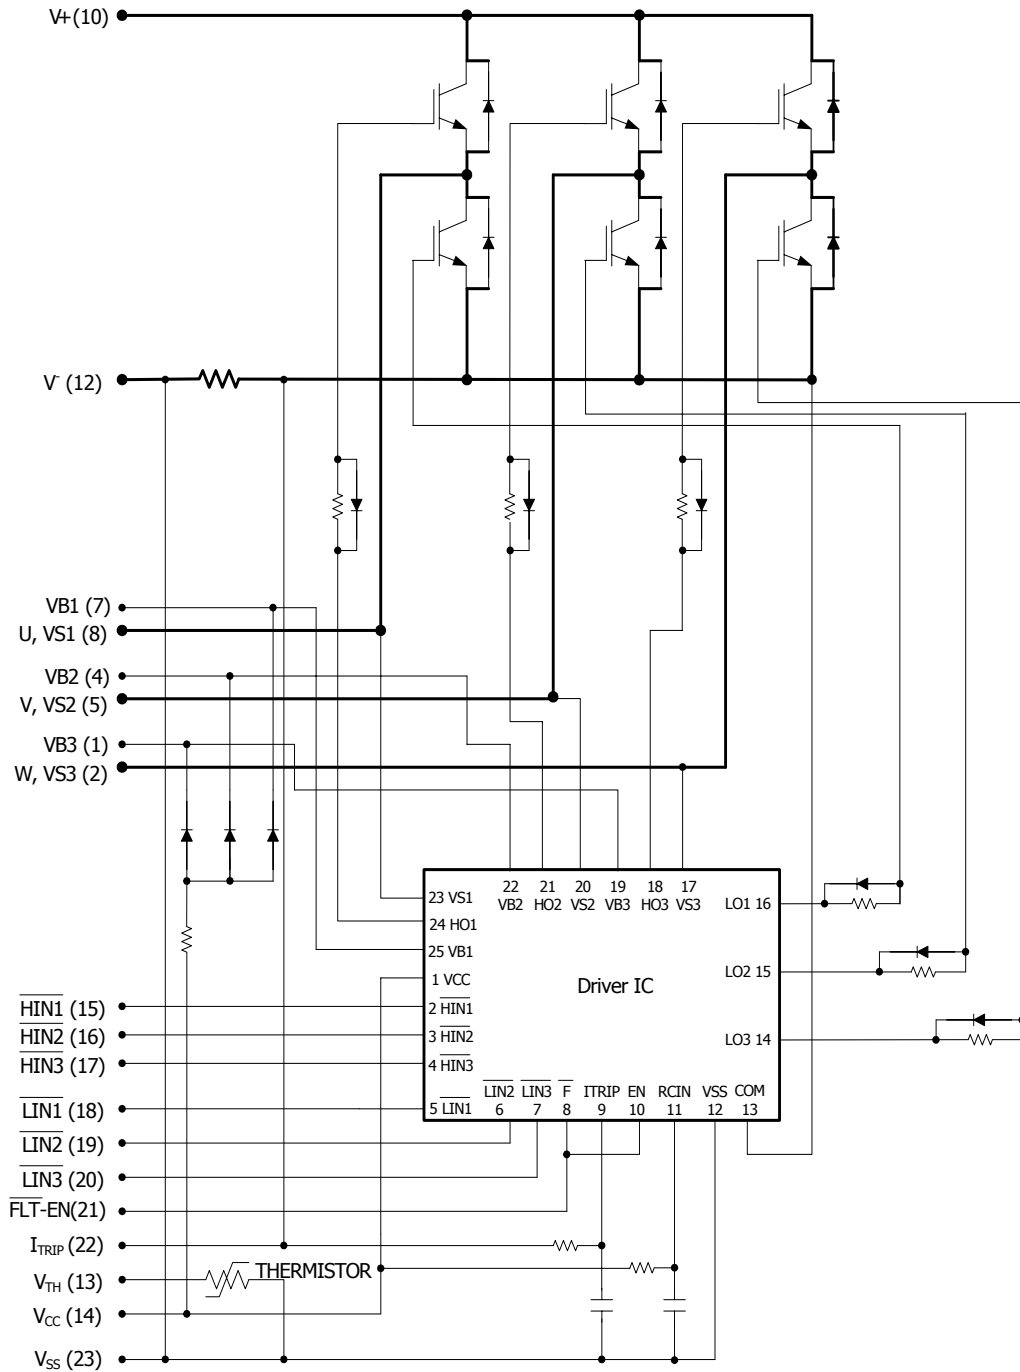 V+(10)
V- (12)
VB1 (7)
U, VS1 (8)
VB2 (4)
V, VS2 (5)
VB3 (1)
W, VS3 (2)
22 21 20 19 18 17
VB2 HO2 VS2 VB3 HO3 VS3
23 VS1
24 HO1
25 VB1
1 VCC
2 HIN1
3 HIN2
4 HIN3
5 LIN1
LO1 16
LO2 15
LO3 14
Driver IC
LIN2 LIN3 F ITRIP EN RCIN VSS COM
6 7 8 9 10 11 12 13
HIN1 (15)
HIN2 (16)
HIN3 (17)
LIN1 (18)
LIN2 (19)
LIN3 (20)
FLT-EN(21)
ITRIP (22)
VTH (13)
THERMISTOR
VCC (14)
VSS (23)